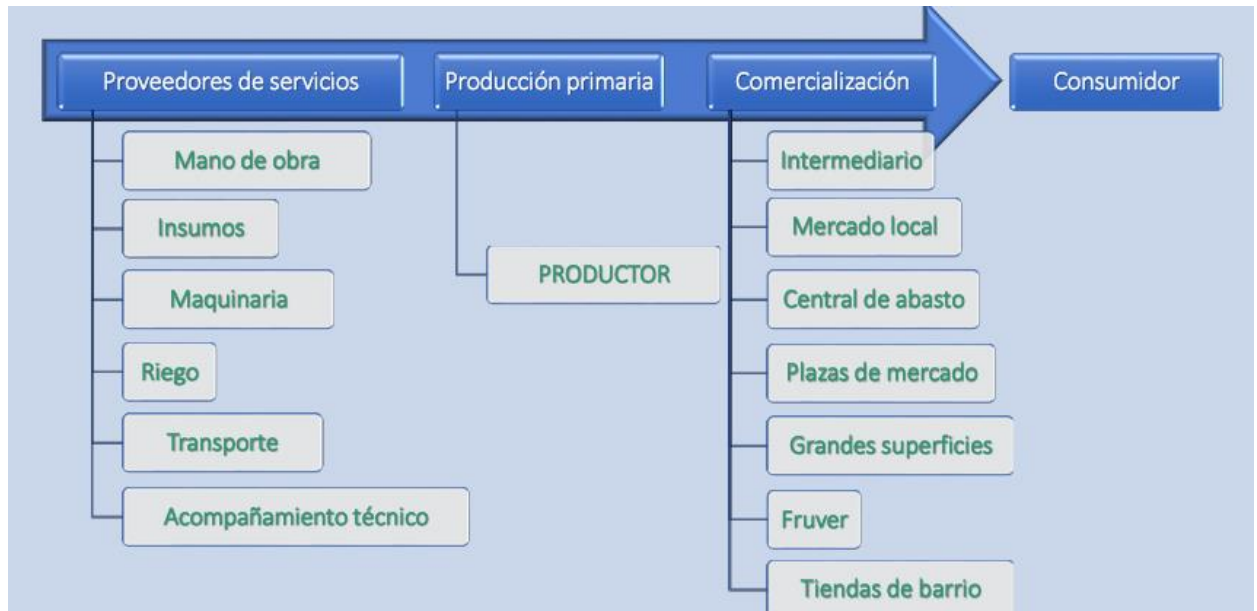 Proveedores de servicios
Producción primaria
Comercialización
Consumidor
Mano de obra
Insumos
Maquinaria
Riego
Transporte
Acompañamiento técnico
PRODUCTOR
Intermediario
Mercado local
Central de abasto
Plazas de mercado
Grandes superficies
Fruver
Tiendas de barrio